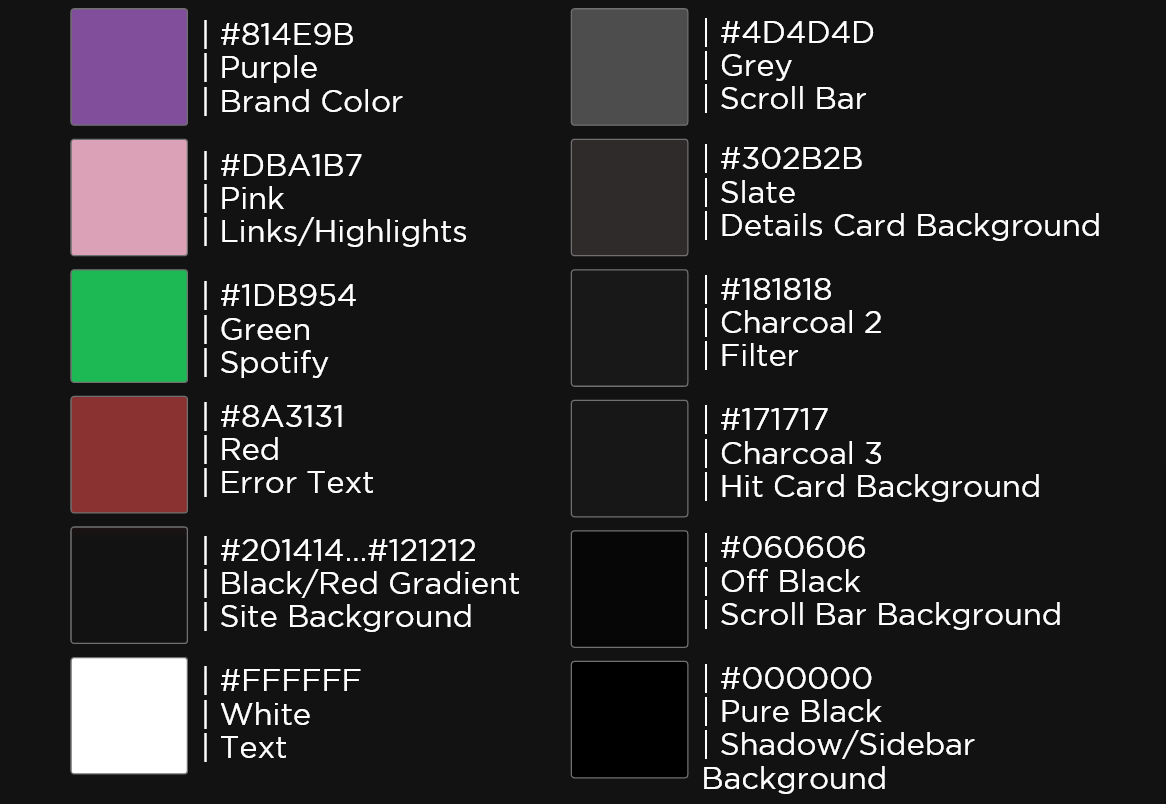 | #814E9B
| Purple
| Brand Color
| #DBA1B7
| Pink
| Links/Highlights
| #1DB954
| Green
| Spotify
| #8A3131
| Red
| Error Text
| #201414...#121212
| Black/Red Gradient
| Site Background
| #FFFFFF
| White
| Text
| #4D4D4D
| Grey
| Scroll Bar
| #302B2B
| Slate
| Details Card Background
| #181818
| Charcoal 2
| Filter
| #171717
| Charcoal 3
| Hit Card Background
| #060606
| Off Black
| Scroll Bar Background
| #000000
| Pure Black
| Shadow/Sidebar
Background